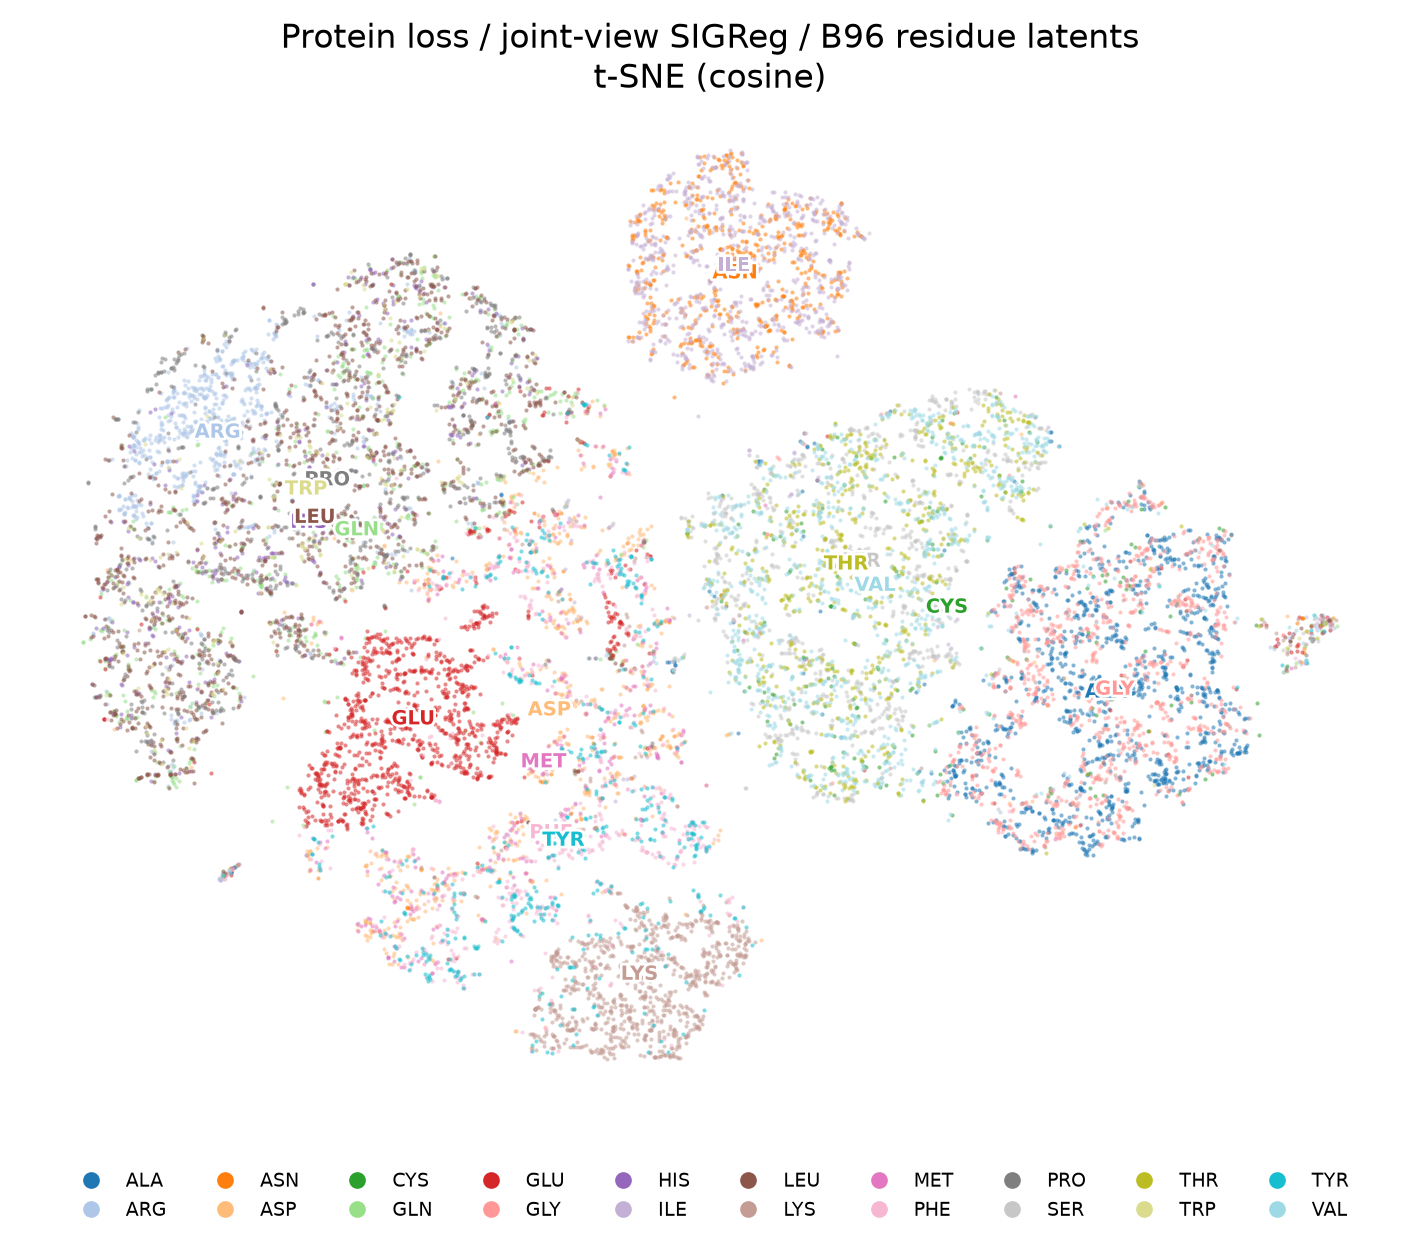 Protein loss / joint-view SIGReg / B96 residue latents
t-SNE (cosine)
ILE
ASN
ARG
PRO
TRP
LEU
GLN
THR
VAL
CYS
GLY
ASP
GLU
MET
PHE
TYR
LYS
ALA ASN CYS GLU HIS LEU MET PRO THR TYR
ARG ASP GLN GLY ILE LYS PHE SER TRP VAL